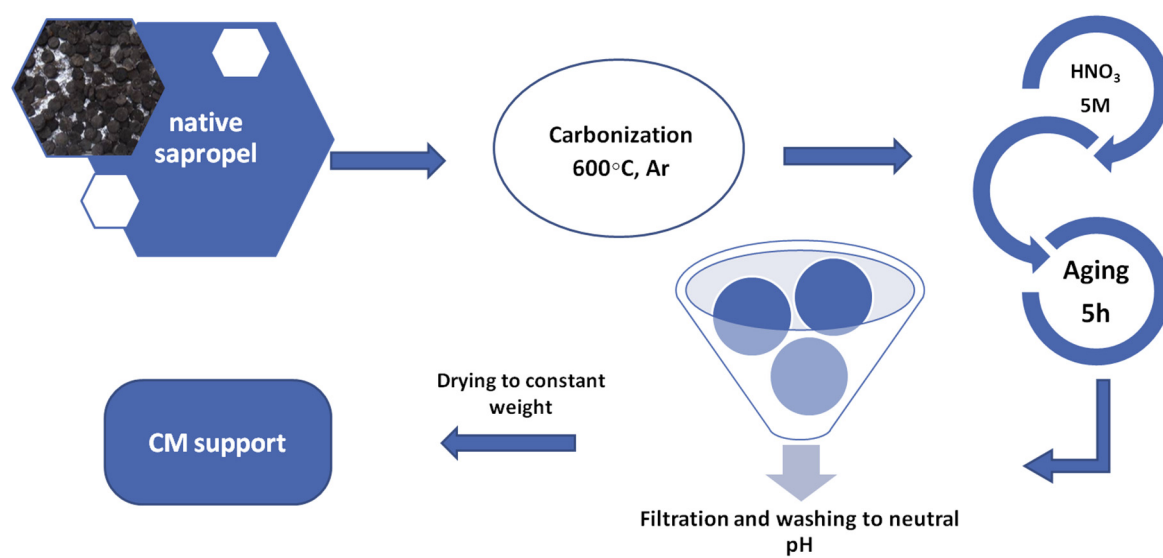 native
sapropel
Carbonization
600◦C, Ar
HNO₃
5M
Aging
5h
Filtration and washing to neutral
pH
Drying to constant
weight
CM support